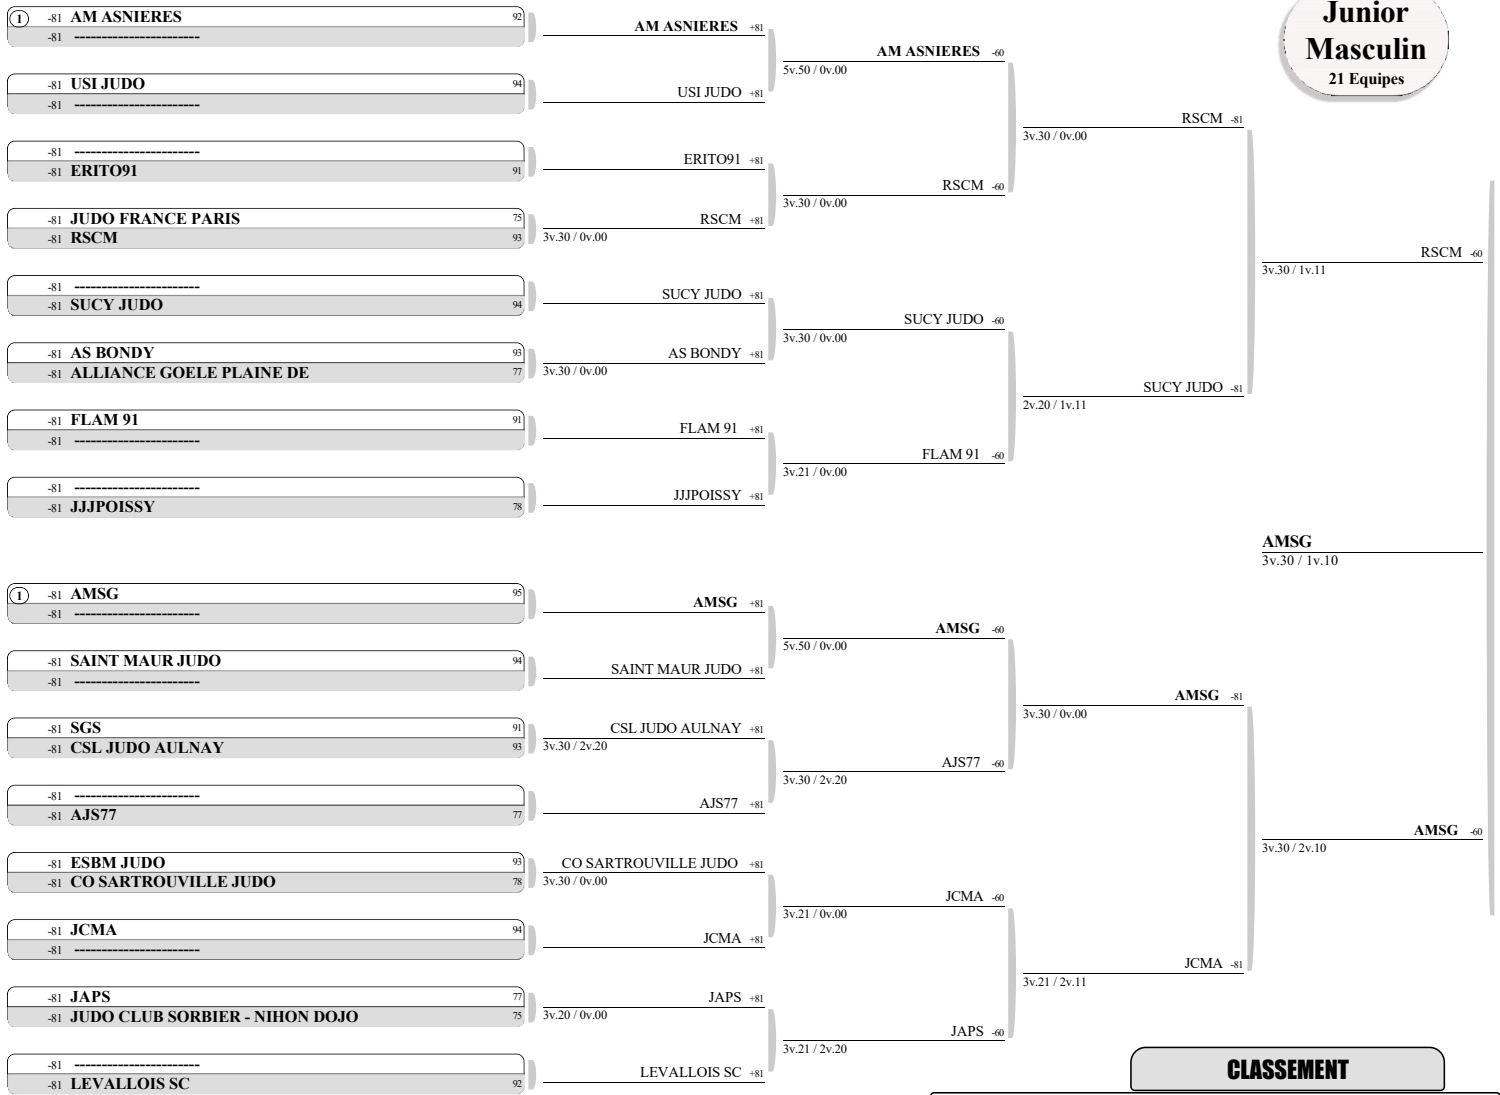 Junior
Masculin
21 Equipes
1 -81 AM ASNIERES 92
-81 -----------------------
-81 USI JUDO 94
-81 -----------------------
-81 -----------------------
-81 ERITO91 91
-81 JUDO FRANCE PARIS 75
-81 RSCM 93
-81 -----------------------
-81 SUCY JUDO 94
-81 AS BONDY 93
-81 ALLIANCE GOELE PLAINE DE 77
-81 FLAM 91 91
-81 -----------------------
-81 -----------------------
-81 JJJPOISSY 78
1 -81 AMSG 95
-81 -----------------------
-81 SAINT MAUR JUDO 94
-81 -----------------------
-81 SGS 91
-81 CSL JUDO AULNAY 93
-81 -----------------------
-81 AJS77 77
-81 ESBM JUDO 93
-81 CO SARTROUVILLE JUDO 78
-81 JCMA 94
-81 -----------------------
-81 JAPS 77
-81 JUDO CLUB SORBIER - NIHON DOJO 75
-81 -----------------------
-81 LEVALLOIS SC 92
AM ASNIERES +81
USI JUDO +81
ERITO91 +81
RSCM +81
3v.30 / 0v.00
SUCY JUDO +81
AS BONDY +81
3v.30 / 0v.00
FLAM 91 +81
JJJPOISSY +81
AMSG +81
SAINT MAUR JUDO +81
CSL JUDO AULNAY +81
3v.30 / 2v.20
AJS77 +81
CO SARTROUVILLE JUDO +81
3v.30 / 0v.00
JCMA +81
JAPS +81
3v.20 / 0v.00
LEVALLOIS SC +81
AM ASNIERES -60
5v.50 / 0v.00
RSCM -60
3v.30 / 0v.00
SUCY JUDO -60
3v.30 / 0v.00
FLAM 91 -60
3v.21 / 0v.00
AMSG -60
5v.50 / 0v.00
AJS77 -60
3v.30 / 2v.20
JCMA -60
3v.21 / 0v.00
JAPS -60
3v.21 / 2v.20
RSCM -81
3v.30 / 0v.00
SUCY JUDO -81
2v.20 / 1v.11
AMSG -81
3v.30 / 0v.00
JCMA -81
3v.21 / 2v.11
RSCM -60
3v.30 / 1v.11
AMSG
3v.30 / 1v.10
AMSG -60
3v.30 / 2v.10
CLASSEMENT